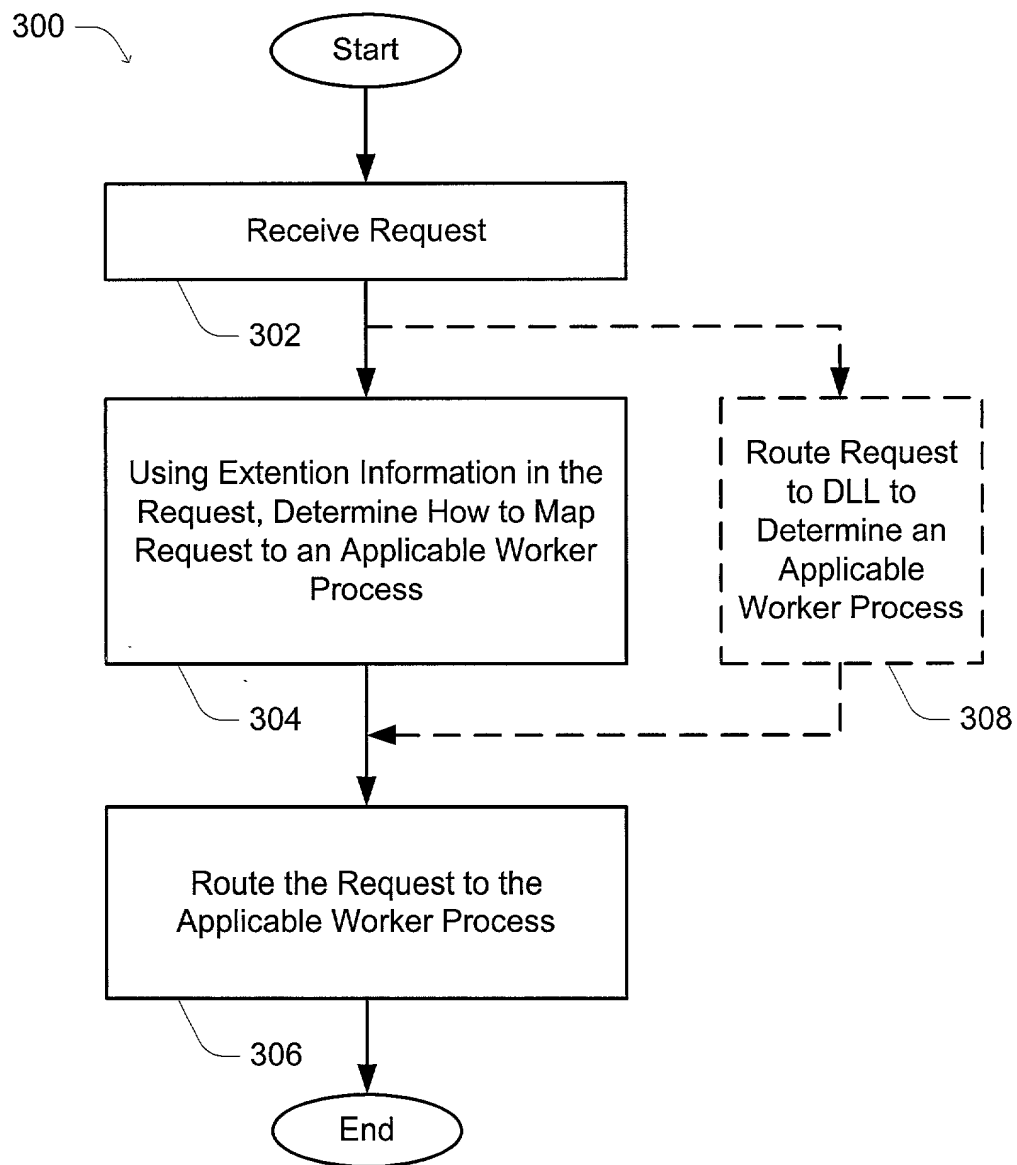 300
Start
Receive Request
302
Using Extention Information in the
Request, Determine How to Map
Request to an Applicable Worker
Process
304
Route Request
to DLL to
Determine an
Applicable
Worker Process
308
Route the Request to the
Applicable Worker Process
306
End